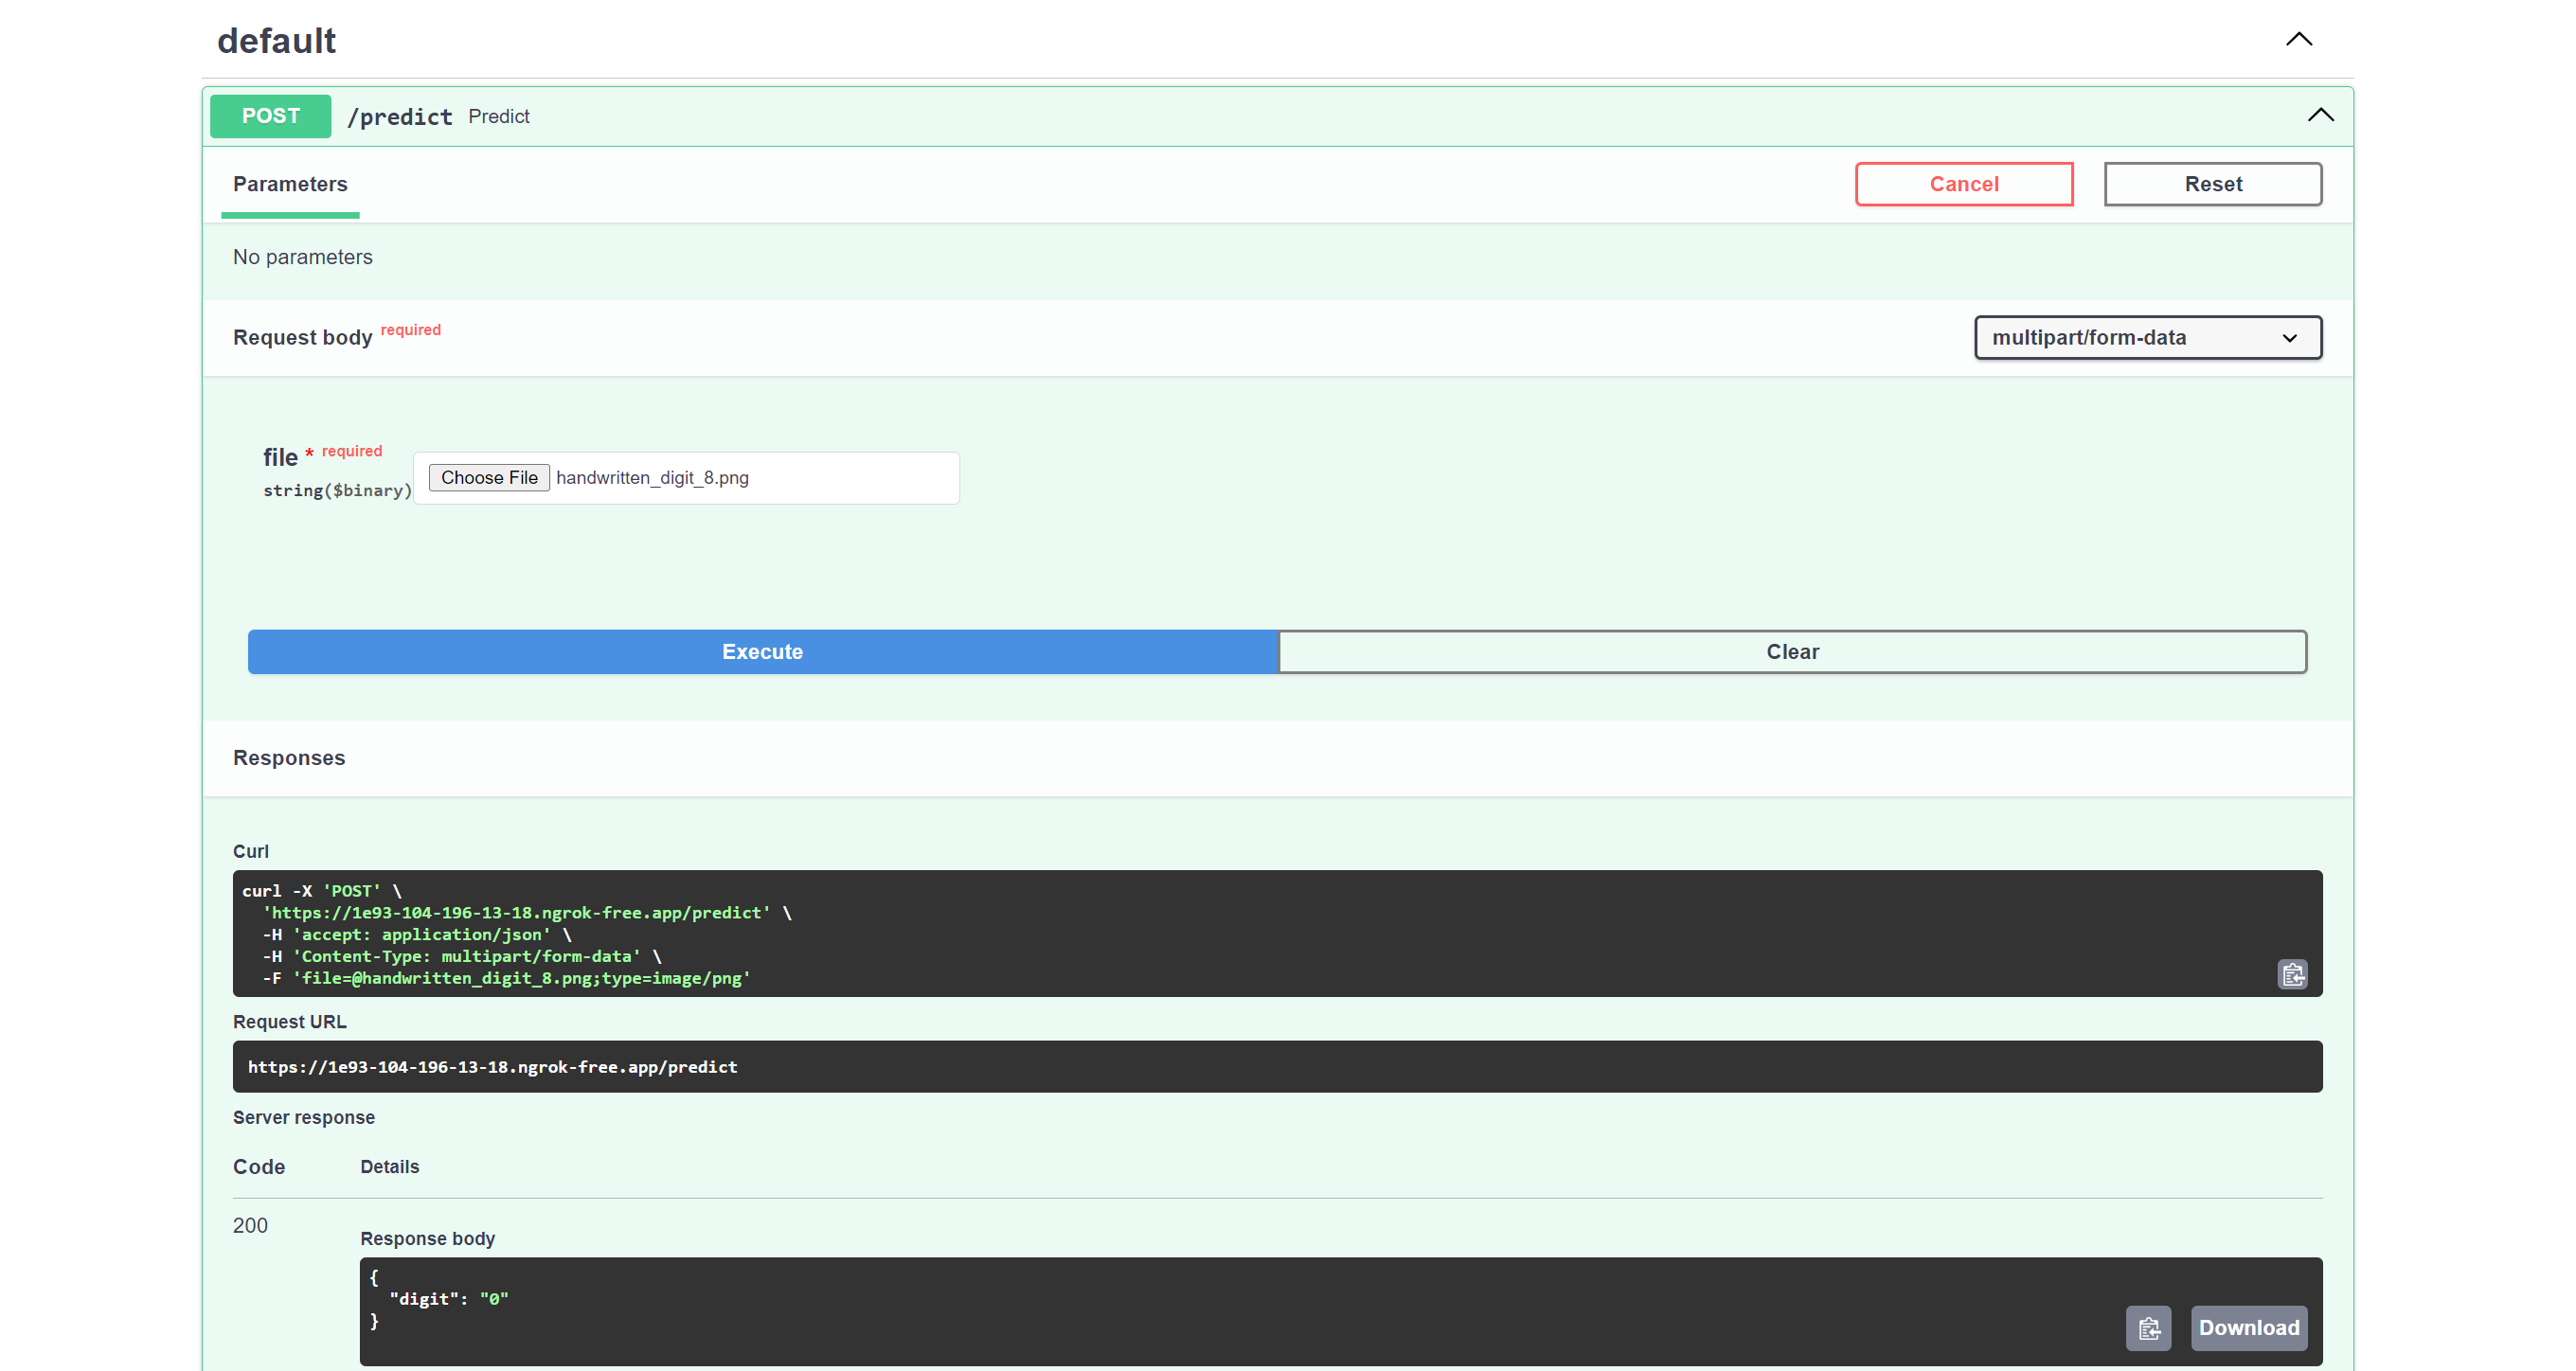 default
POST /predict Predict
Parameters
Cancel
Reset
No parameters
Request body required
multipart/form-data
file * required
string($binary)
Choose File handwritten_digit_8.png
Execute
Clear
Responses
Curl
curl -X 'POST' \
  'https://1e93-104-196-13-18.ngrok-free.app/predict' \
  -H 'accept: application/json' \
  -H 'Content-Type: multipart/form-data' \
  -F 'file=@handwritten_digit_8.png;type=image/png'
Request URL
https://1e93-104-196-13-18.ngrok-free.app/predict
Server response
Code Details
200
Response body
{
  "digit": "0"
}
Download